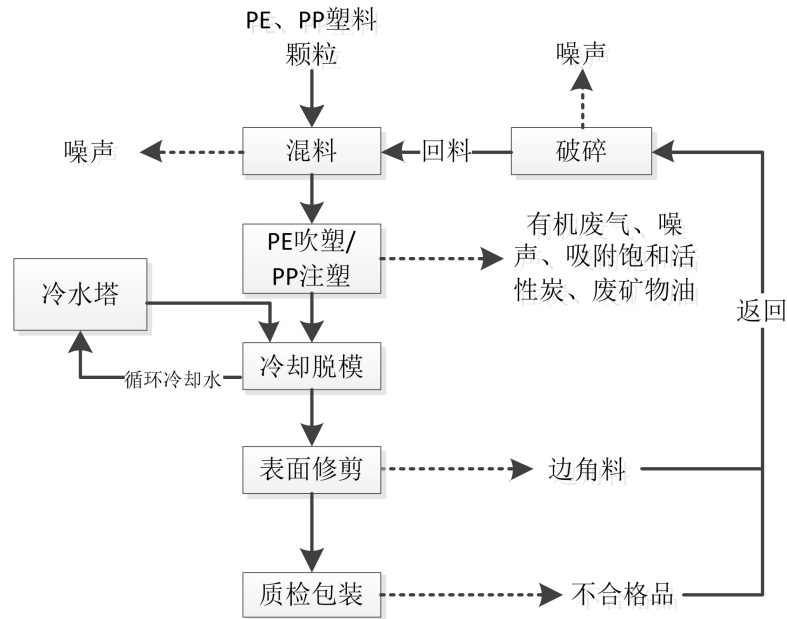 PE、PP塑料
颗粒
噪声
噪声
混料
回料
破碎
PE吹塑/
PP注塑
有机废气、噪
声、吸附饱和活
性炭、废矿物油
冷水塔
返回
循环冷却水
冷却脱模
表面修剪
边角料
质检包装
不合格品